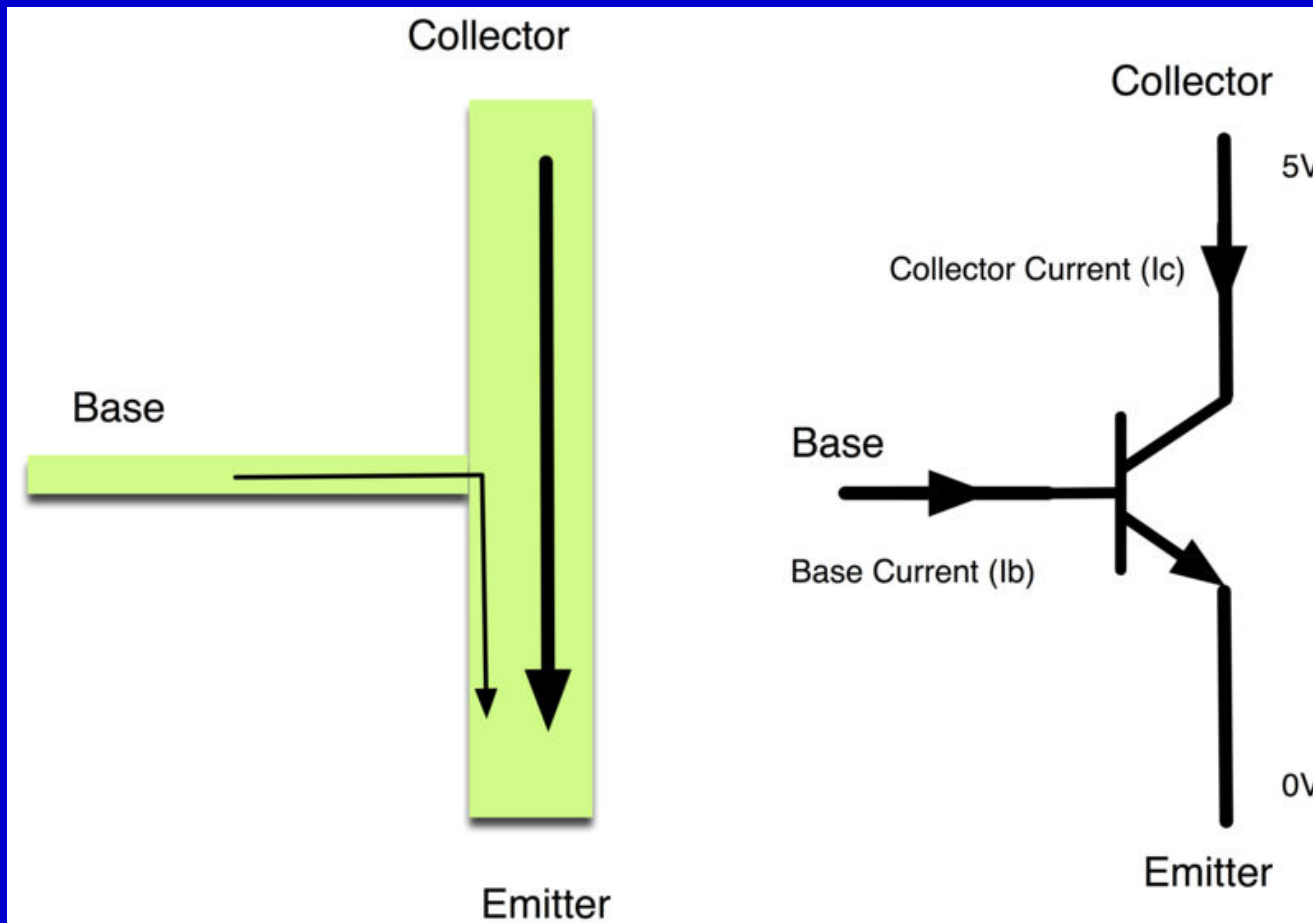 Collector
Base
Emitter
Collector
5V
Collector Current (Ic)
Base
Base Current (Ib)
0V
Emitter